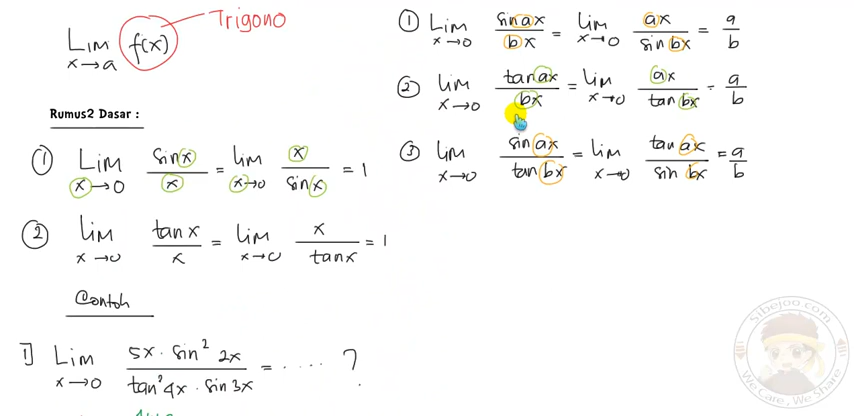 Lim x→a f(x) Trigono
Rumus2 Dasar :
① Lim x→0 sin x / x = lim x→0 x / sin x = 1
② lim x→0 tan x / x = lim x→0 x / tan x = 1
Contoh
1] Lim x→0 5x · sin² 2x / tan² 4x · sin 3x = ..... ?
① Lim x→0 sin ax / bx = lim x→0 ax / sin bx = a / b
② lim x→0 tan ax / bx = lim x→0 ax / tan bx = a / b
③ lim x→0 sin ax / tan bx = lim x→0 tan ax / sin bx = a / b
Sibejoo.com
We Care, We Share